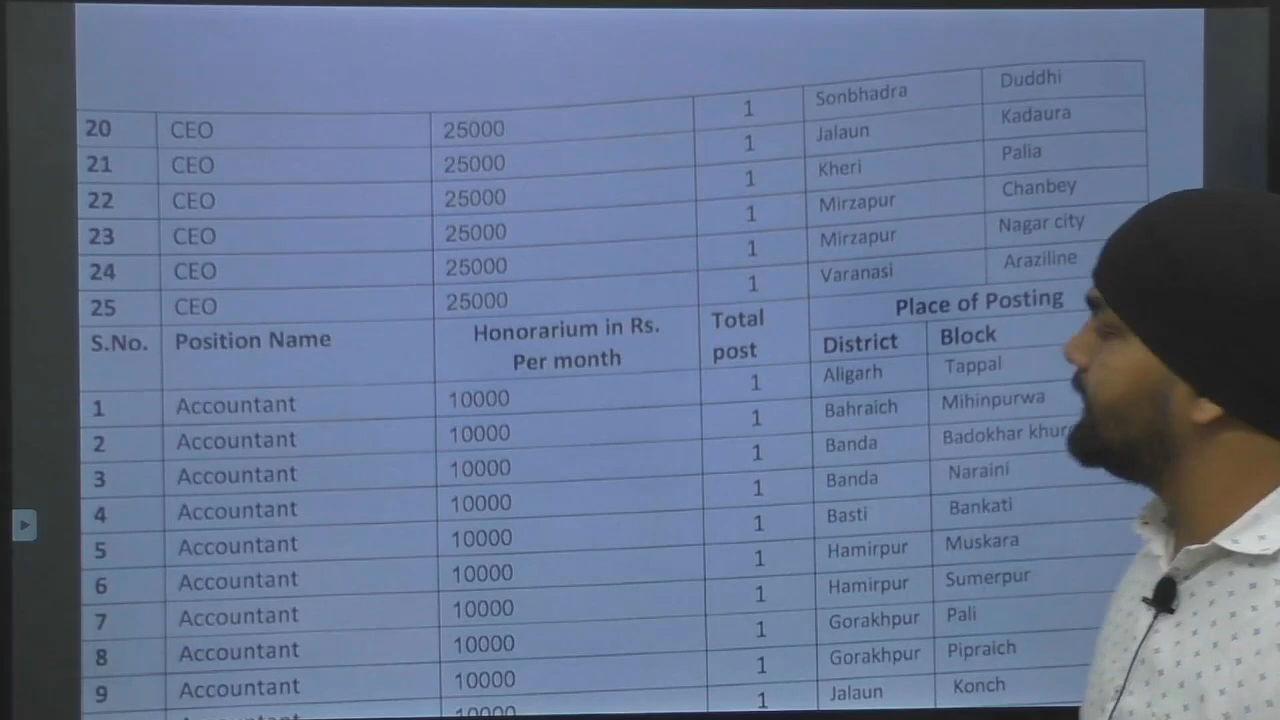 20 CEO 25000 1 Sonbhadra Duddhi
21 CEO 25000 1 Jalaun Kadaura
22 CEO 25000 1 Kheri Palia
23 CEO 25000 1 Mirzapur Chanbey
24 CEO 25000 1 Mirzapur Nagar city
25 CEO 25000 1 Varanasi Araziline
S.No. Position Name Honorarium in Rs. Per month Total post Place of Posting
District Block
1 Accountant 10000 1 Aligarh Tappal
2 Accountant 10000 1 Bahraich Mihinpurwa
3 Accountant 10000 1 Banda Badokhar
4 Accountant 10000 1 Banda Naraini
5 Accountant 10000 1 Basti Bankati
6 Accountant 10000 1 Hamirpur Muskara
7 Accountant 10000 1 Hamirpur Sumerpur
8 Accountant 10000 1 Gorakhpur Pali
9 Accountant 10000 1 Gorakhpur Pipraich
Accountant 10000 1 Jalaun Konch